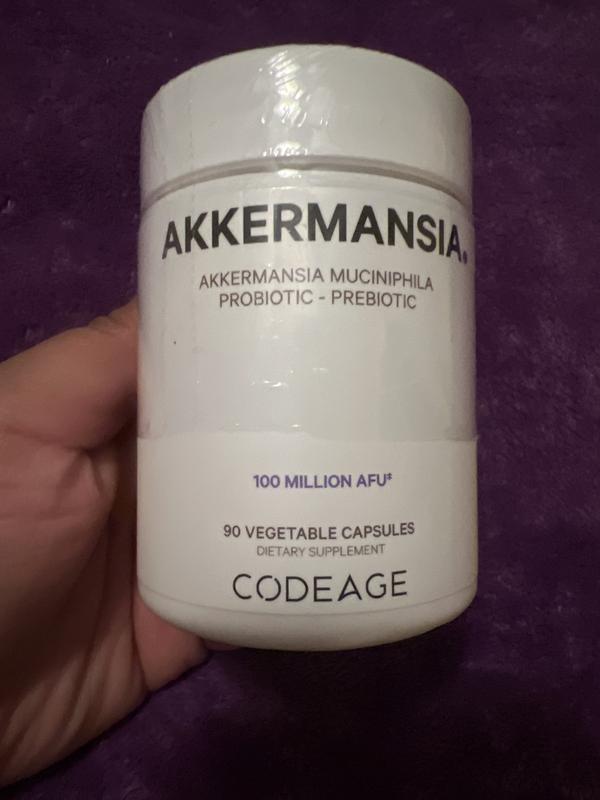 AKKERMANSIA.
AKKERMANSIA MUCINIPHILA
PROBIOTIC - PREBIOTIC
100 MILLION AFU‡
90 VEGETABLE CAPSULES
DIETARY SUPPLEMENT
CODEAGE